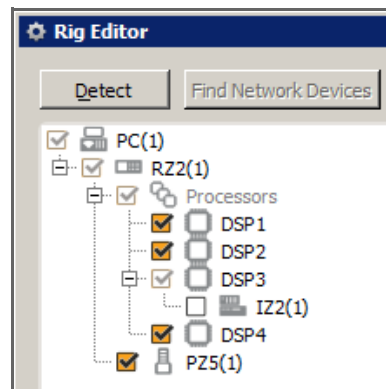 Rig Editor
Detect Find Network Devices
PC(1)
RZ2(1)
Processors
DSP1
DSP2
DSP3
IZ2(1)
DSP4
PZ5(1)